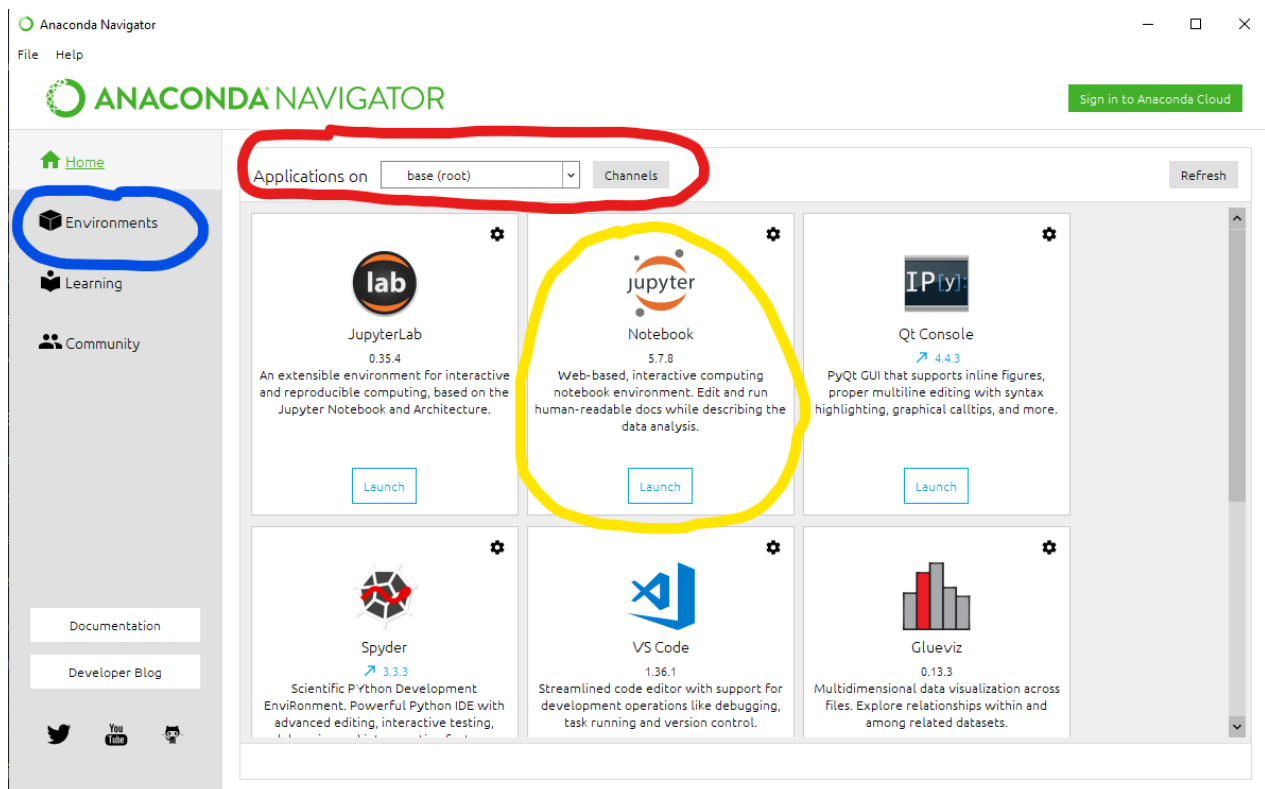 Anaconda Navigator
File Help
ANACONDA NAVIGATOR
Sign in to Anaconda Cloud
Home
Environments
Learning
Community
Documentation
Developer Blog
You
Tube
Applications on base (root) Channels Refresh
lab
JupyterLab
0.35.4
An extensible environment for interactive
and reproducible computing, based on the
Jupyter Notebook and Architecture.
Launch
jupyter
Notebook
5.7.8
Web-based, interactive computing
notebook environment. Edit and run
human-readable docs while describing the
data analysis.
Launch
IP[y]:
Qt Console
4.4.3
PyQt GUI that supports inline figures,
proper multiline editing with syntax
highlighting, graphical calltips, and more.
Launch
Spyder
3.3.3
Scientific PYthon Development
EnviRonment. Powerful Python IDE with
advanced editing, interactive testing,
VS Code
1.36.1
Streamlined code editor with support for
development operations like debugging,
task running and version control.
Glueviz
0.13.3
Multidimensional data visualization across
files. Explore relationships within and
among related datasets.